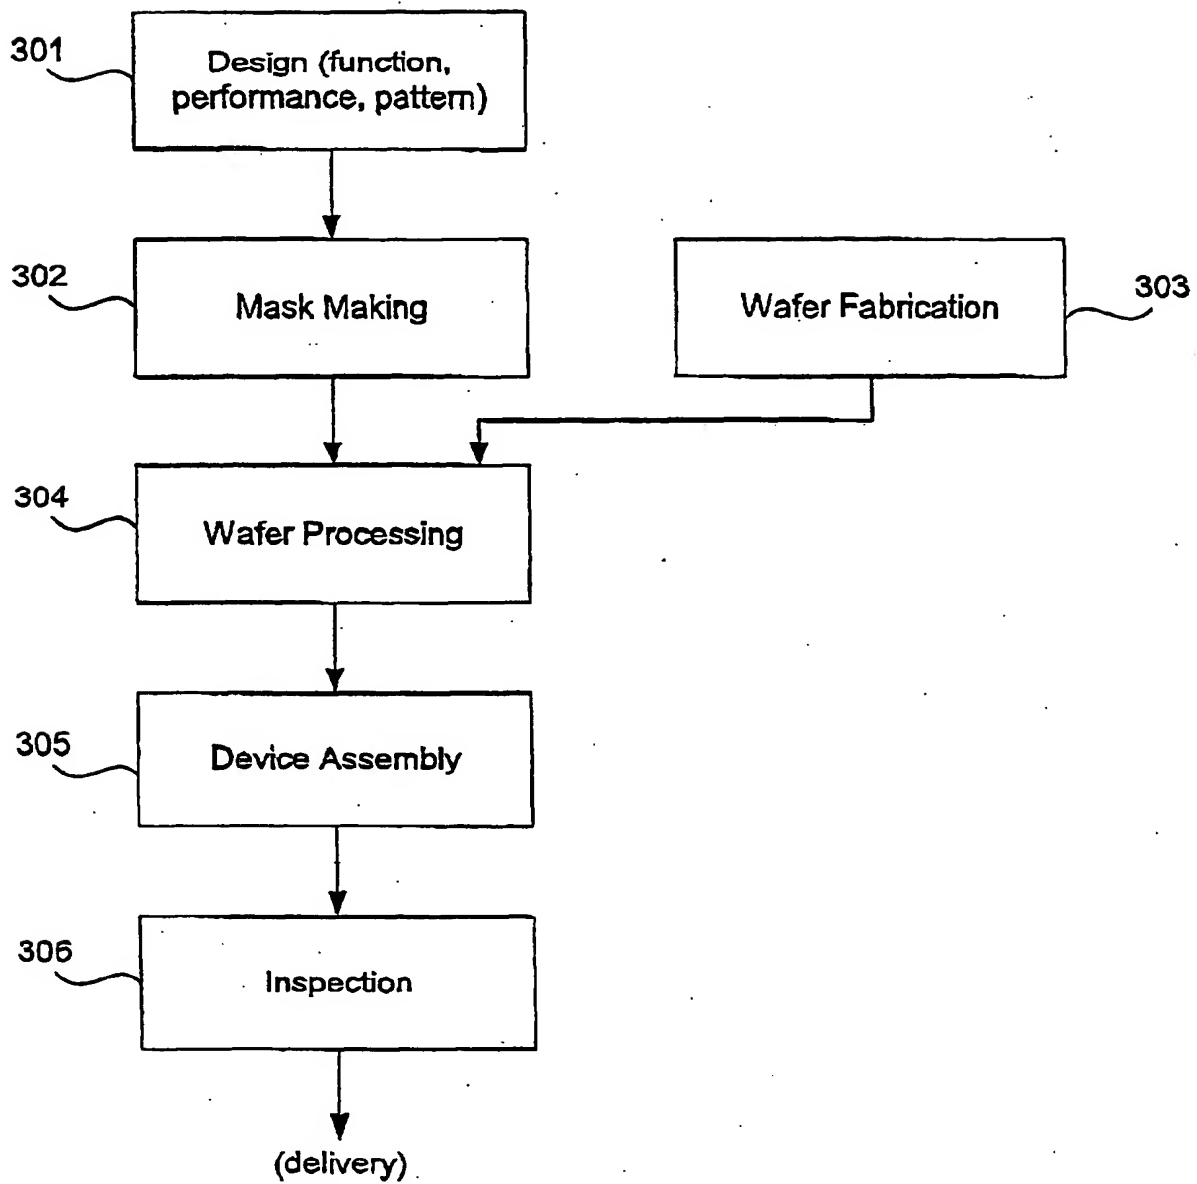 301
Design (function,
performance, pattern)
302
Mask Making
Wafer Fabrication
303
304
Wafer Processing
305
Device Assembly
306
Inspection
(delivery)